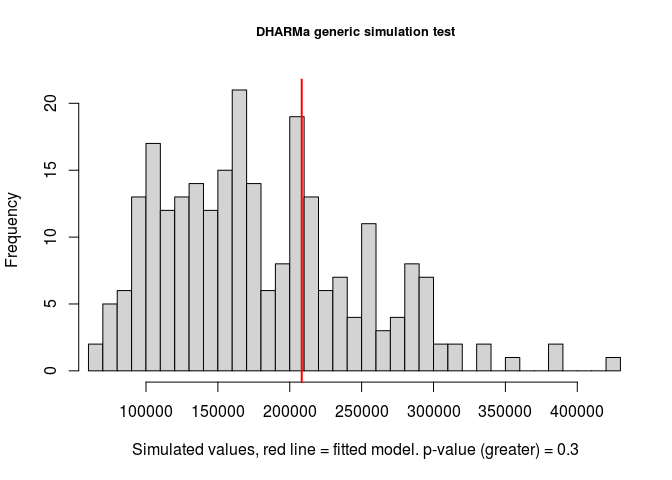 DHARMa generic simulation test
Frequency
20
15
10
5
0
100000 150000 200000 250000 300000 350000 400000
Simulated values, red line = fitted model. p-value (greater) = 0.3